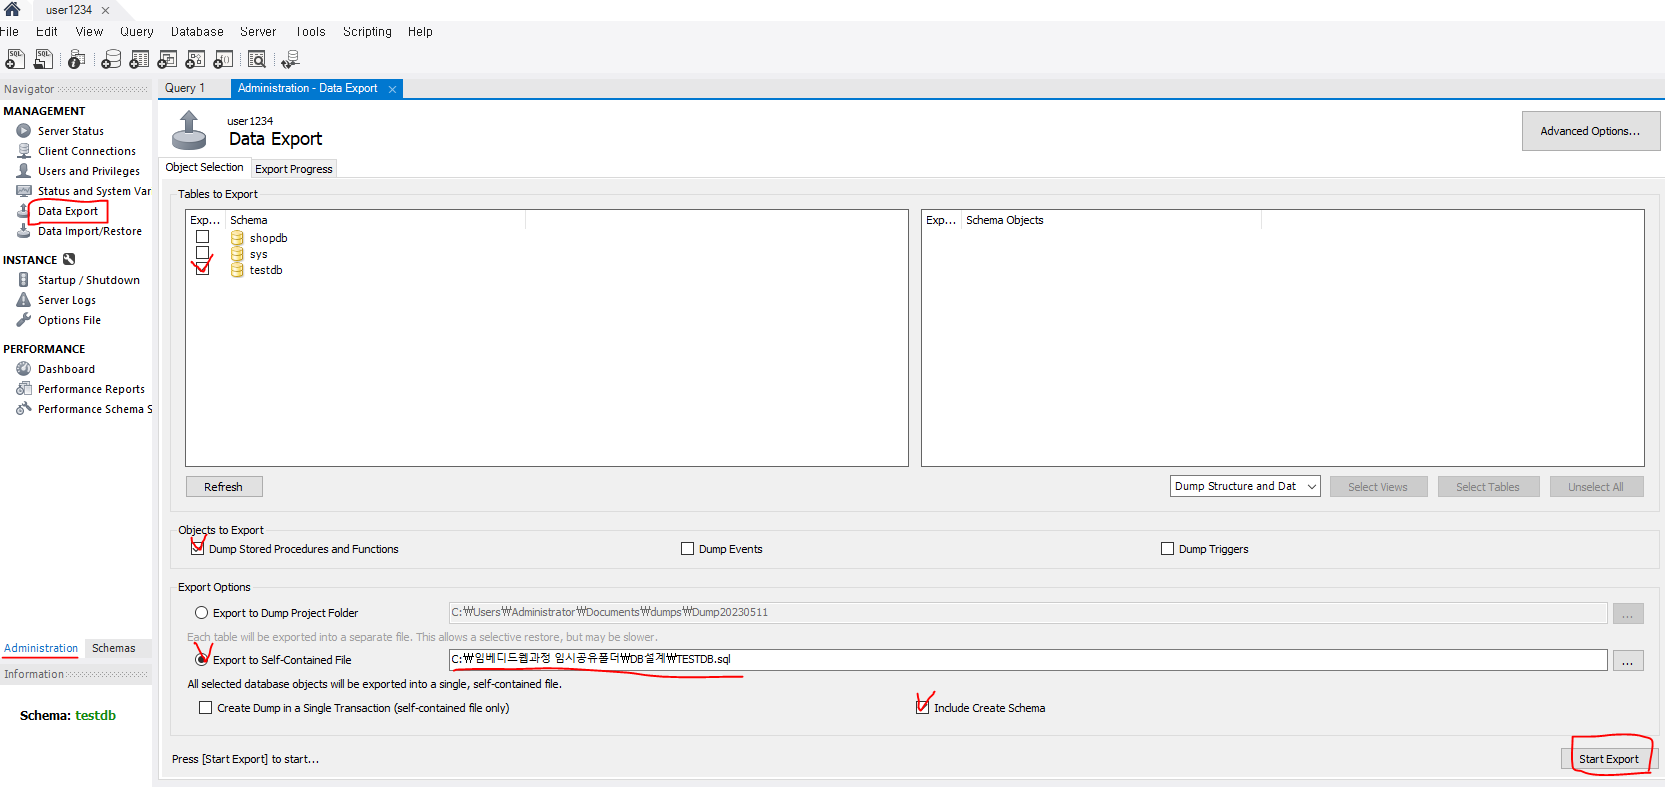 user1234
File Edit View Query Database Server Tools Scripting Help
Navigator
MANAGEMENT
Server Status
Client Connections
Users and Privileges
Status and System Var
Data Export
Data Import/Restore
INSTANCE
Startup / Shutdown
Server Logs
Options File
PERFORMANCE
Dashboard
Performance Reports
Performance Schema S
Administration Schemas
Information
Schema: testdb
Query 1 Administration - Data Export
user1234
Data Export
Advanced Options...
Object Selection Export Progress
Tables to Export
Exp... Schema
shopdb
sys
testdb
Exp... Schema Objects
Refresh
Dump Structure and Dat Select Views Select Tables Unselect All
Objects to Export
Dump Stored Procedures and Functions Dump Events Dump Triggers
Export Options
Export to Dump Project Folder C:₩Users₩Administrator₩Documents₩dumps₩Dump20230511 ...
Each table will be exported into a separate file. This allows a selective restore, but may be slower.
Export to Self-Contained File C:₩임베디드웹과정 임시공유폴더₩DB설계₩TESTDB.sql ...
All selected database objects will be exported into a single, self-contained file.
Create Dump in a Single Transaction (self-contained file only) Include Create Schema
Press [Start Export] to start... Start Export